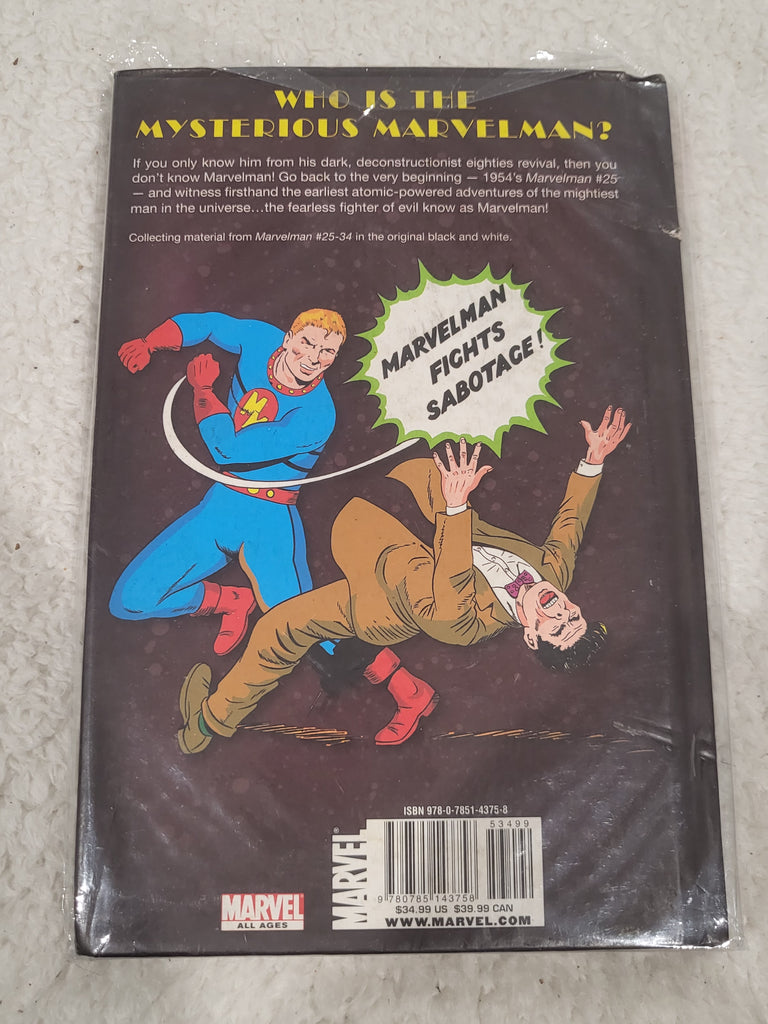 WHO IS THE
MYSTERIOUS MARVELMAN?
If you only know him from his dark, deconstructionist eighties revival, then you
don't know Marvelman! Go back to the very beginning — 1954's Marvelman #25
— and witness firsthand the earliest atomic-powered adventures of the mightiest
man in the universe...the fearless fighter of evil know as Marvelman!
Collecting material from Marvelman #25-34 in the original black and white.
MARVELMAN
FIGHTS
SABOTAGE!
M
ISBN 978-0-7851-4375-8
53499
MARVEL®
9 780785 143758
$34.99 US $39.99 CAN
WWW.MARVEL.COM
MARVEL
ALL AGES